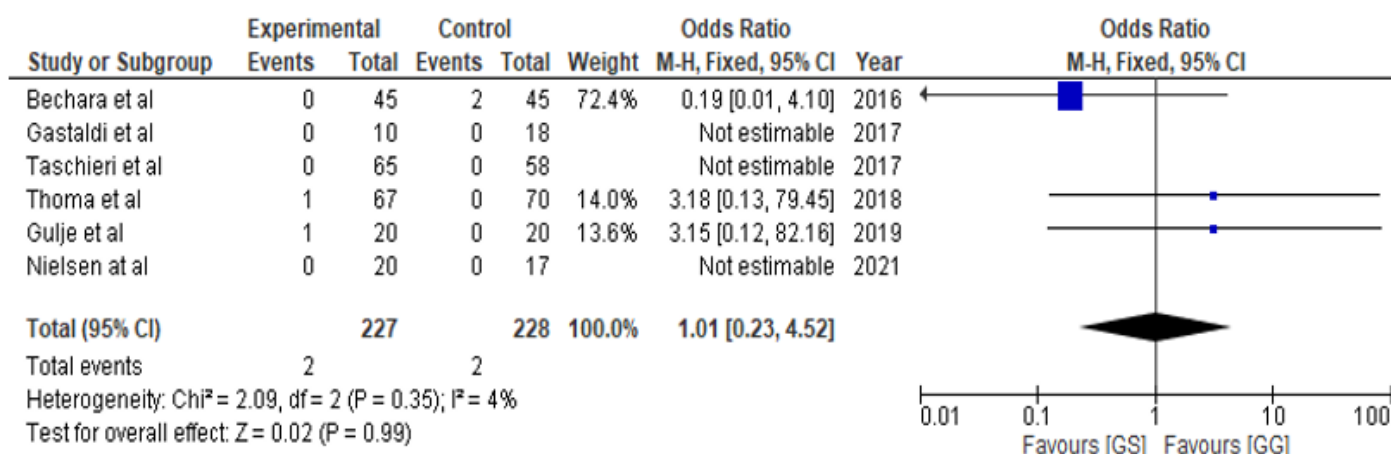 Experimental Control Odds Ratio Odds Ratio
Study or Subgroup Events Total Events Total Weight M-H, Fixed, 95% CI Year M-H, Fixed, 95% CI
Bechara et al 0 45 2 45 72.4% 0.19 [0.01, 4.10] 2016
Gastaldi et al 0 10 0 18 Not estimable 2017
Taschieri et al 0 65 0 58 Not estimable 2017
Thoma et al 1 67 0 70 14.0% 3.18 [0.13, 79.45] 2018
Gulje et al 1 20 0 20 13.6% 3.15 [0.12, 82.16] 2019
Nielsen at al 0 20 0 17 Not estimable 2021
Total (95% CI) 227 228 100.0% 1.01 [0.23, 4.52]
Total events 2 2
Heterogeneity: Chi² = 2.09, df = 2 (P = 0.35); I² = 4%
Test for overall effect: Z = 0.02 (P = 0.99)
0.01 0.1 1 10 100
Favours [GS] Favours [GG]